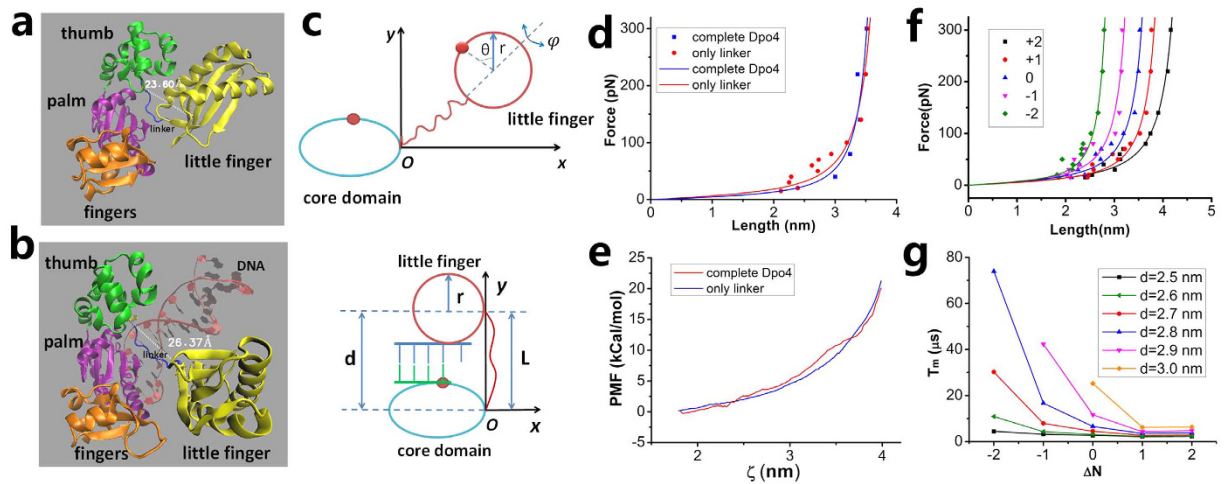 a
thumb
23.60Å
palm
linker
little finger
fingers
b
thumb
DNA
palm
26.37Å
linker
fingers
little finger
c
y
θ
r
φ
little finger
O
x
core domain
little finger
y
r
d
L
O
x
core domain
d
300
200
100
0
Force (pN)
complete Dpo4
only linker
complete Dpo4
only linker
0 1 2 3 4
Length (nm)
e
25
20
15
10
5
0
-5
PMF (kCal/mol)
complete Dpo4
only linker
2 3 4
ζ (nm)
f
300
200
100
0
Force(pN)
+2
+1
0
-1
-2
0 1 2 3 4 5
Length(nm)
g
80
60
40
20
0
Tm (µs)
d=2.5 nm
d=2.6 nm
d=2.7 nm
d=2.8 nm
d=2.9 nm
d=3.0 nm
-2 -1 0 1 2
ΔN